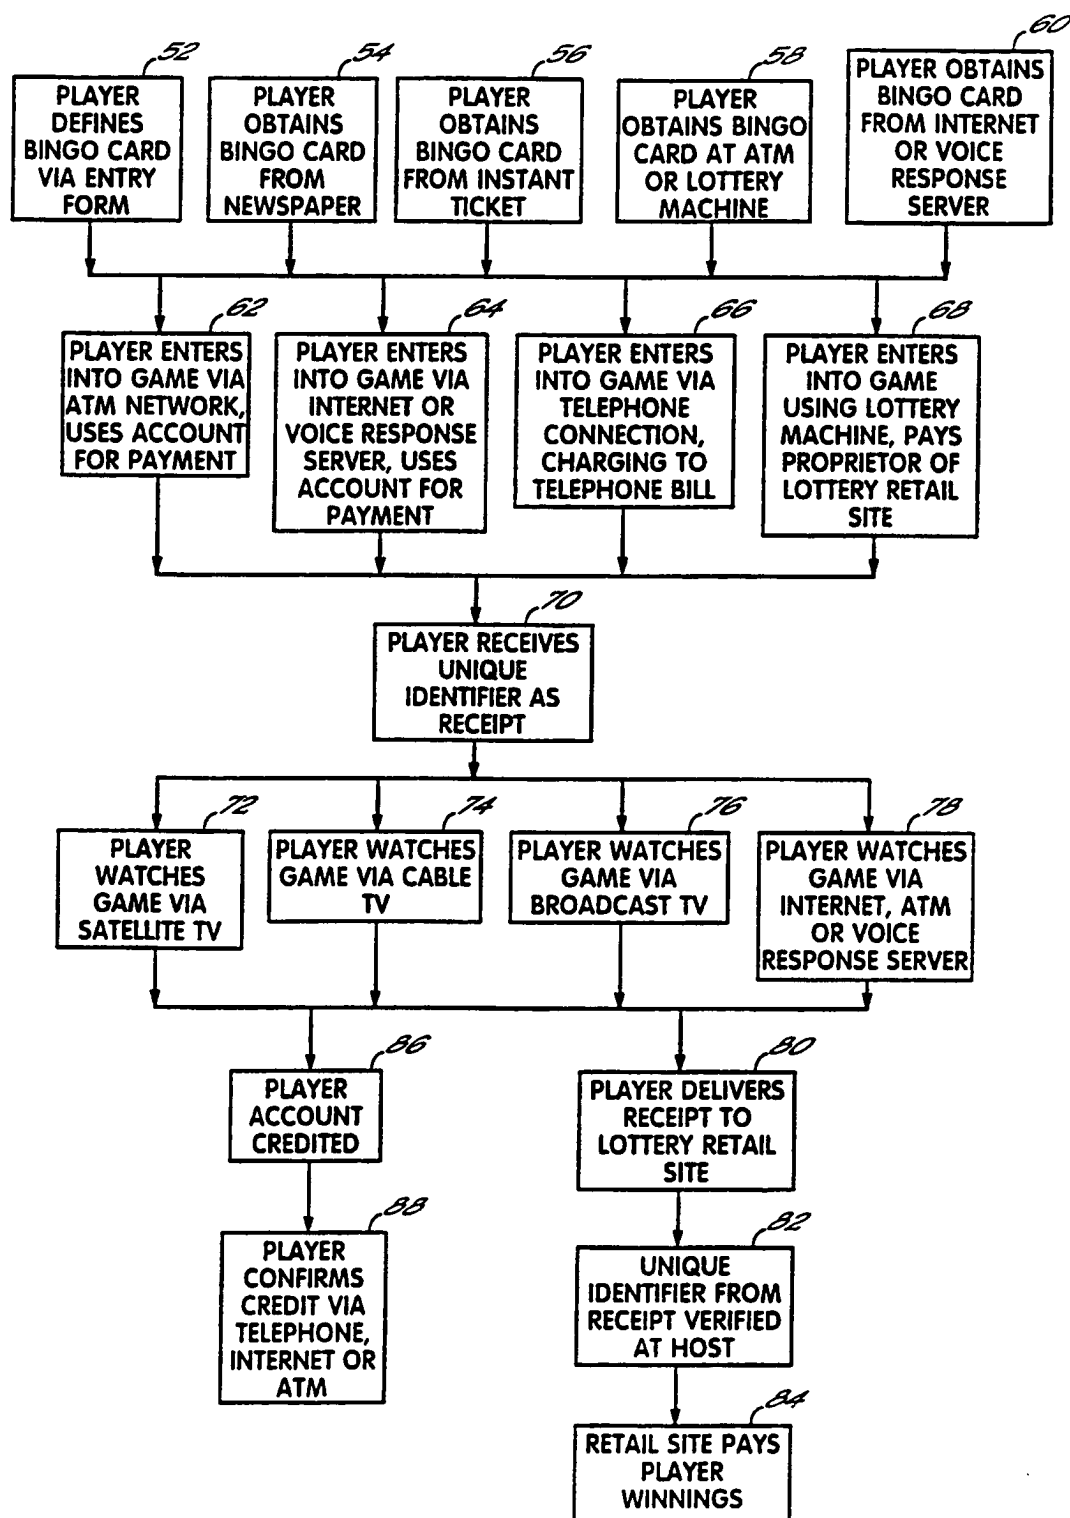 52
PLAYER
DEFINES
BINGO CARD
VIA ENTRY
FORM
54
PLAYER
OBTAINS
BINGO CARD
FROM
NEWSPAPER
56
PLAYER
OBTAINS
BINGO CARD
FROM INSTANT
TICKET
58
PLAYER
OBTAINS BINGO
CARD AT ATM
OR LOTTERY
MACHINE
60
PLAYER OBTAINS
BINGO CARD
FROM INTERNET
OR VOICE
RESPONSE
SERVER
62
PLAYER ENTERS
INTO GAME VIA
ATM NETWORK,
USES ACCOUNT
FOR PAYMENT
64
PLAYER ENTERS
INTO GAME VIA
INTERNET OR
VOICE RESPONSE
SERVER, USES
ACCOUNT FOR
PAYMENT
66
PLAYER ENTERS
INTO GAME VIA
TELEPHONE
CONNECTION,
CHARGING TO
TELEPHONE BILL
68
PLAYER ENTERS
INTO GAME
USING LOTTERY
MACHINE, PAYS
PROPRIETOR OF
LOTTERY RETAIL
SITE
70
PLAYER RECEIVES
UNIQUE
IDENTIFIER AS
RECEIPT
72
PLAYER
WATCHES
GAME VIA
SATELLITE TV
74
PLAYER WATCHES
GAME VIA CABLE
TV
76
PLAYER WATCHES
GAME VIA
BROADCAST TV
78
PLAYER WATCHES
GAME VIA
INTERNET, ATM
OR VOICE
RESPONSE SERVER
86
PLAYER
ACCOUNT
CREDITED
80
PLAYER DELIVERS
RECEIPT TO
LOTTERY RETAIL
SITE
88
PLAYER
CONFIRMS
CREDIT VIA
TELEPHONE,
INTERNET OR
ATM
82
UNIQUE
IDENTIFIER FROM
RECEIPT VERIFIED
AT HOST
84
RETAIL SITE PAYS
PLAYER
WINNINGS